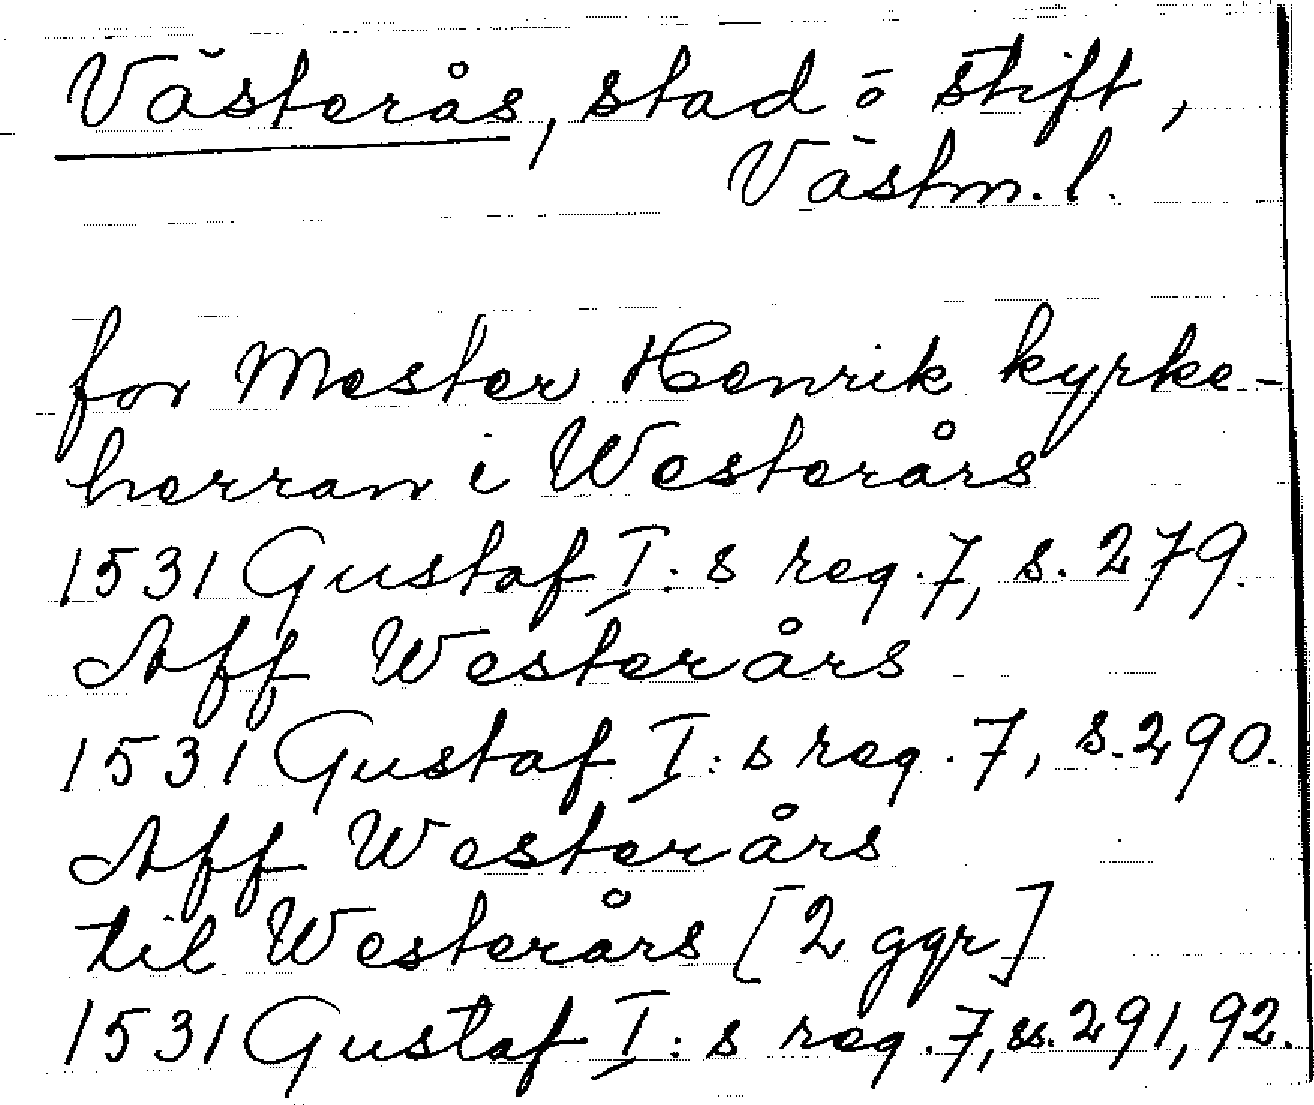 Västerås, stad o stift,
Västm. l.
for Mester Henrik kyrke-
herran i Westerårs
1531 Gustaf I:s reg. 7, s. 279.
Aff Westerårs
1531 Gustaf I:s reg. 7, s. 290.
Aff Westerårs
til Westerårs [2 ggr]
1531 Gustaf I:s reg. 7, ss. 291, 92.